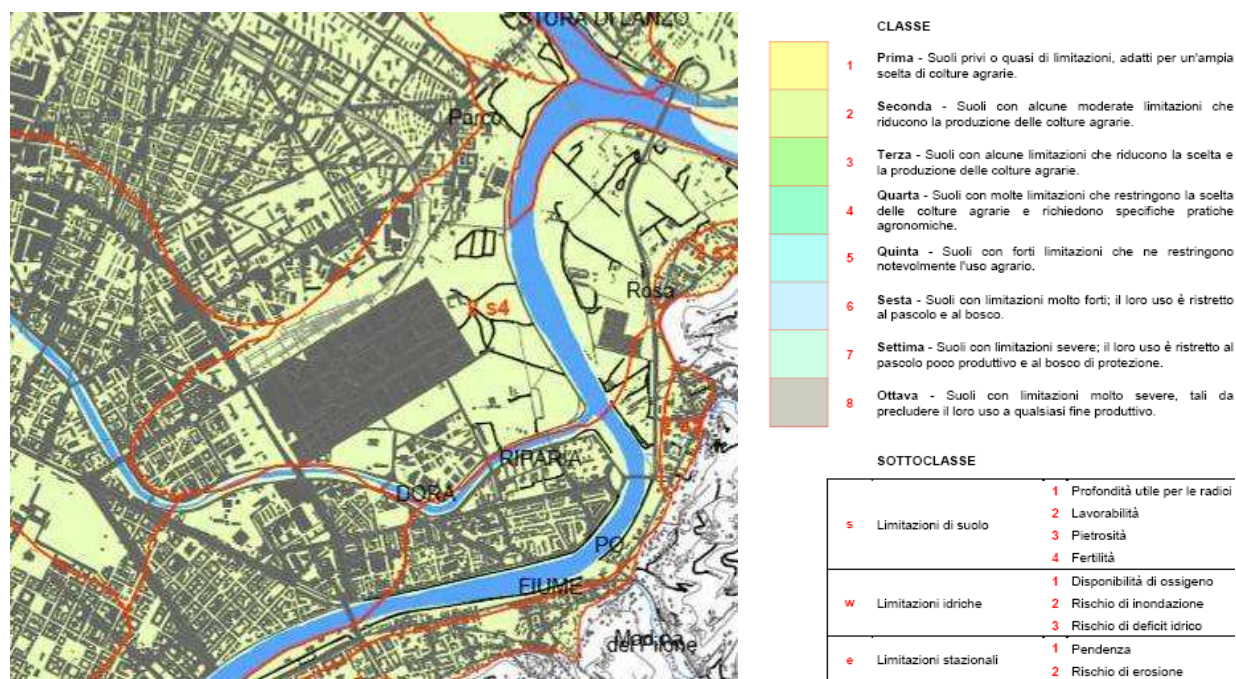 STURA DI LANZO
Parco
Rosa
s4
RIPARIA
DORA
PO
FIUME
del Pilone
CLASSE
1 Prima - Suoli privi o quasi di limitazioni, adatti per un'ampia
scelta di colture agrarie.
2 Seconda - Suoli con alcune moderate limitazioni che
riducono la produzione delle colture agrarie.
3 Terza - Suoli con alcune limitazioni che riducono la scelta e
la produzione delle colture agrarie.
4 Quarta - Suoli con molte limitazioni che restringono la scelta
delle colture agrarie e richiedono specifiche pratiche
agronomiche.
5 Quinta - Suoli con forti limitazioni che ne restringono
notevolmente l'uso agrario.
6 Sesta - Suoli con limitazioni molto forti; il loro uso è ristretto
al pascolo e al bosco.
7 Settima - Suoli con limitazioni severe; il loro uso è ristretto al
pascolo poco produttivo e al bosco di protezione.
8 Ottava - Suoli con limitazioni molto severe, tali da
precludere il loro uso a qualsiasi fine produttivo.
SOTTOCLASSE
s Limitazioni di suolo
1 Profondità utile per le radici
2 Lavorabilità
3 Pietrosità
4 Fertilità
w Limitazioni idriche
1 Disponibilità di ossigeno
2 Rischio di inondazione
3 Rischio di deficit idrico
e Limitazioni stazionali
1 Pendenza
2 Rischio di erosione